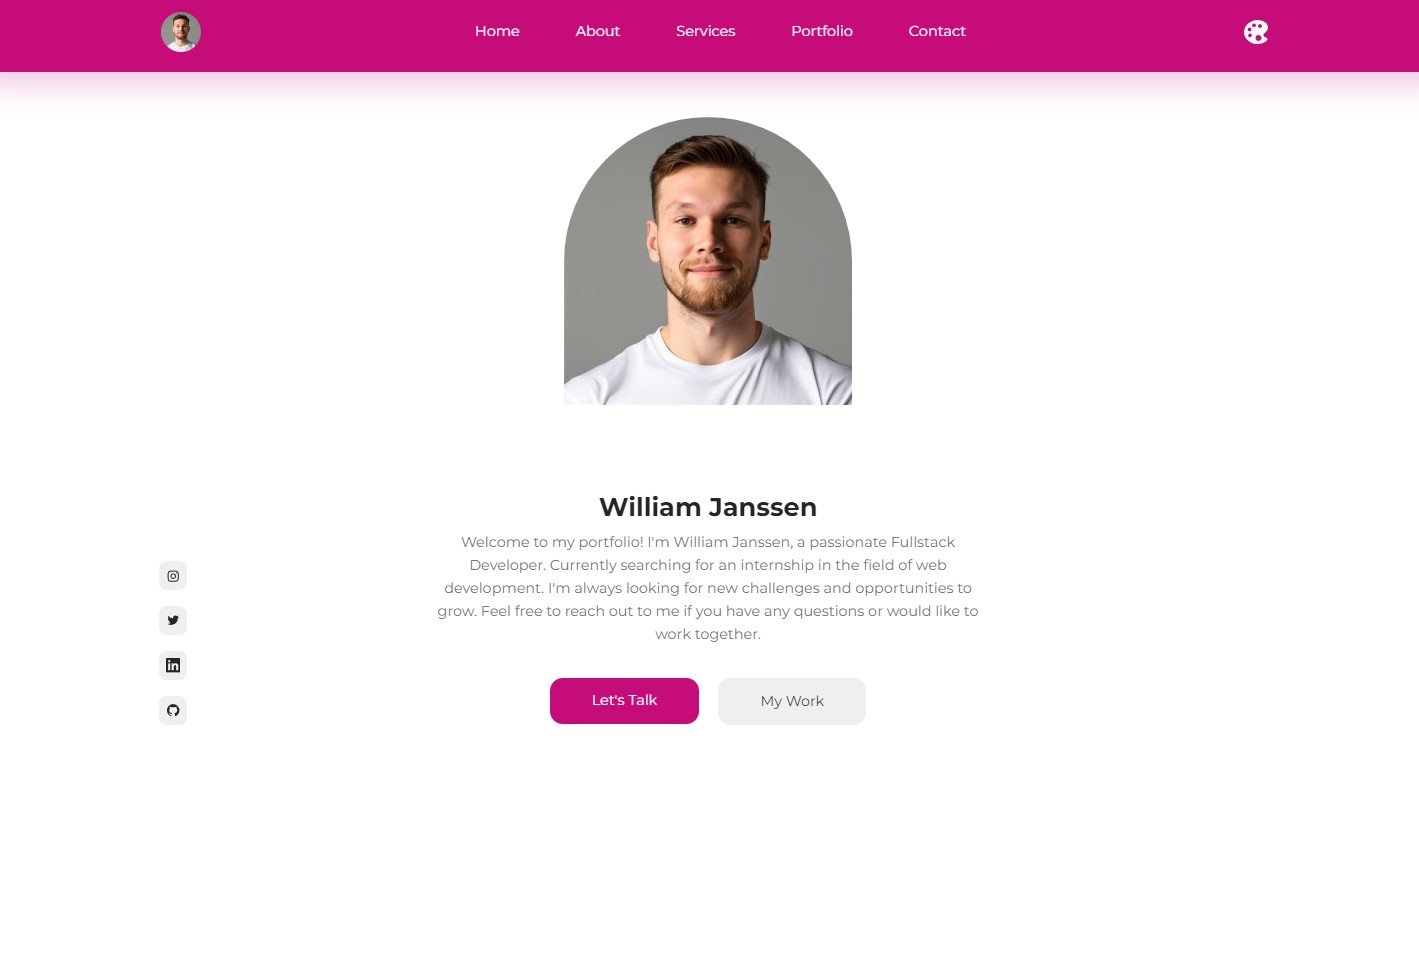 Home
About
Services
Portfolio
Contact
William Janssen
Welcome to my portfolio! I'm William Janssen, a passionate Fullstack
Developer. Currently searching for an internship in the field of web
development. I'm always looking for new challenges and opportunities to
grow. Feel free to reach out to me if you have any questions or would like to
work together.
Let's Talk
My Work